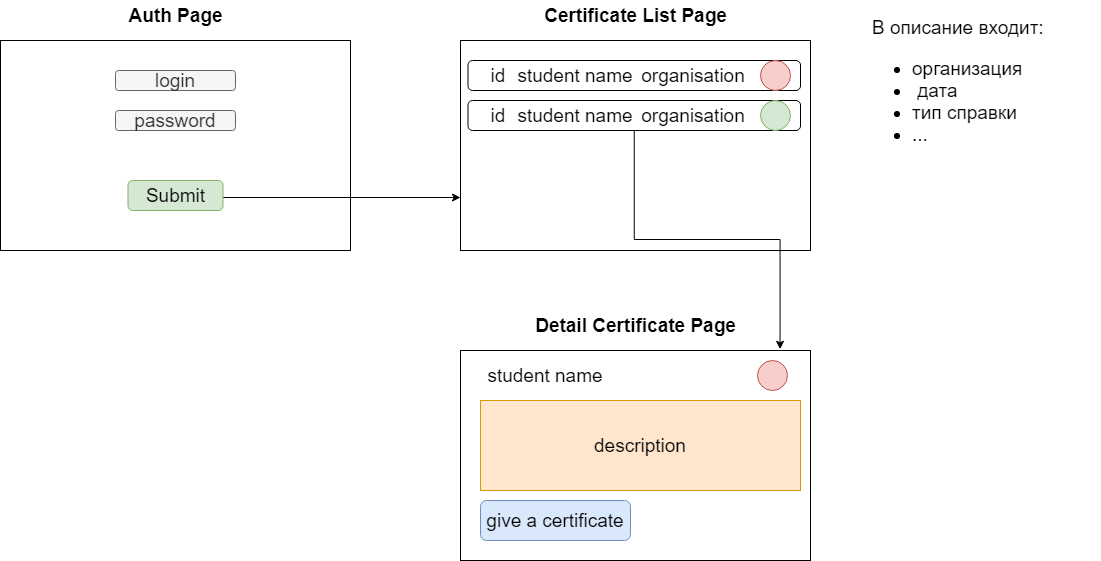 Auth Page
login
password
Submit
Certificate List Page
id student name organisation
id student name organisation
В описание входит:
организация
дата
тип справки
...
Detail Certificate Page
student name
description
give a certificate